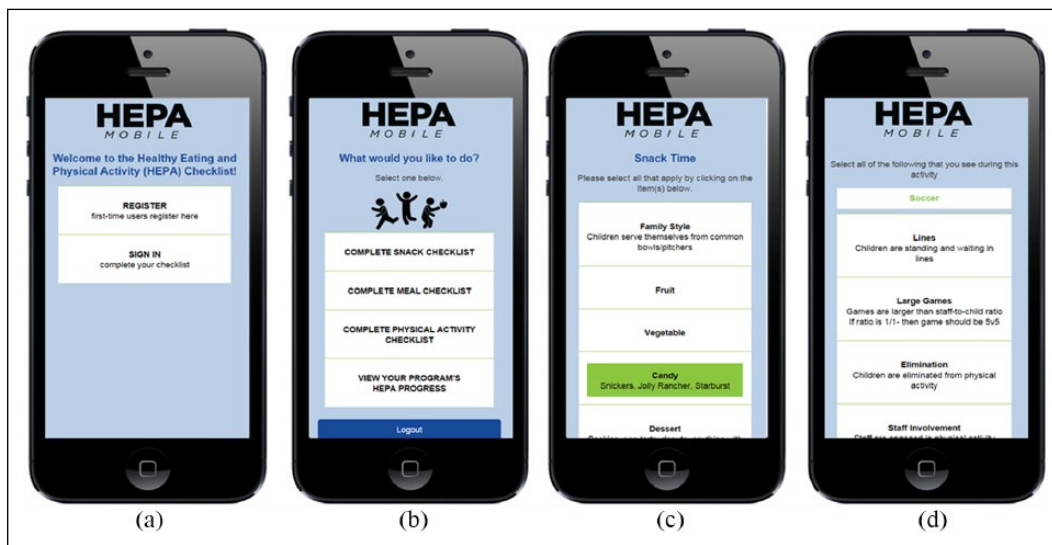 HEPA
MOBILE
Welcome to the Healthy Eating and
Physical Activity (HEPA) Checklist!
REGISTER
first-time users register here
SIGN IN
complete your checklist
(a)
HEPA
MOBILE
What would you like to do?
Select one below.
COMPLETE SNACK CHECKLIST
COMPLETE MEAL CHECKLIST
COMPLETE PHYSICAL ACTIVITY
CHECKLIST
VIEW YOUR PROGRAM'S
HEPA PROGRESS
Logout
(b)
HEPA
MOBILE
Snack Time
Please select all that apply by clicking on the
item(s) below.
Family Style
Children serve themselves from common
bowls/pitchers
Fruit
Vegetable
Candy
Snickers, Jolly Rancher, Starburst
Dessert
(c)
HEPA
MOBILE
Select all of the following that you see during this
activity
Soccer
Lines
Children are standing and waiting in
lines
Large Games
Games are larger than staff-to-child ratio
If ratio is 1/1- then game should be 5v5
Elimination
Children are eliminated from physical
activity
Staff Involvement
Staff are engaged in physical activity
(d)